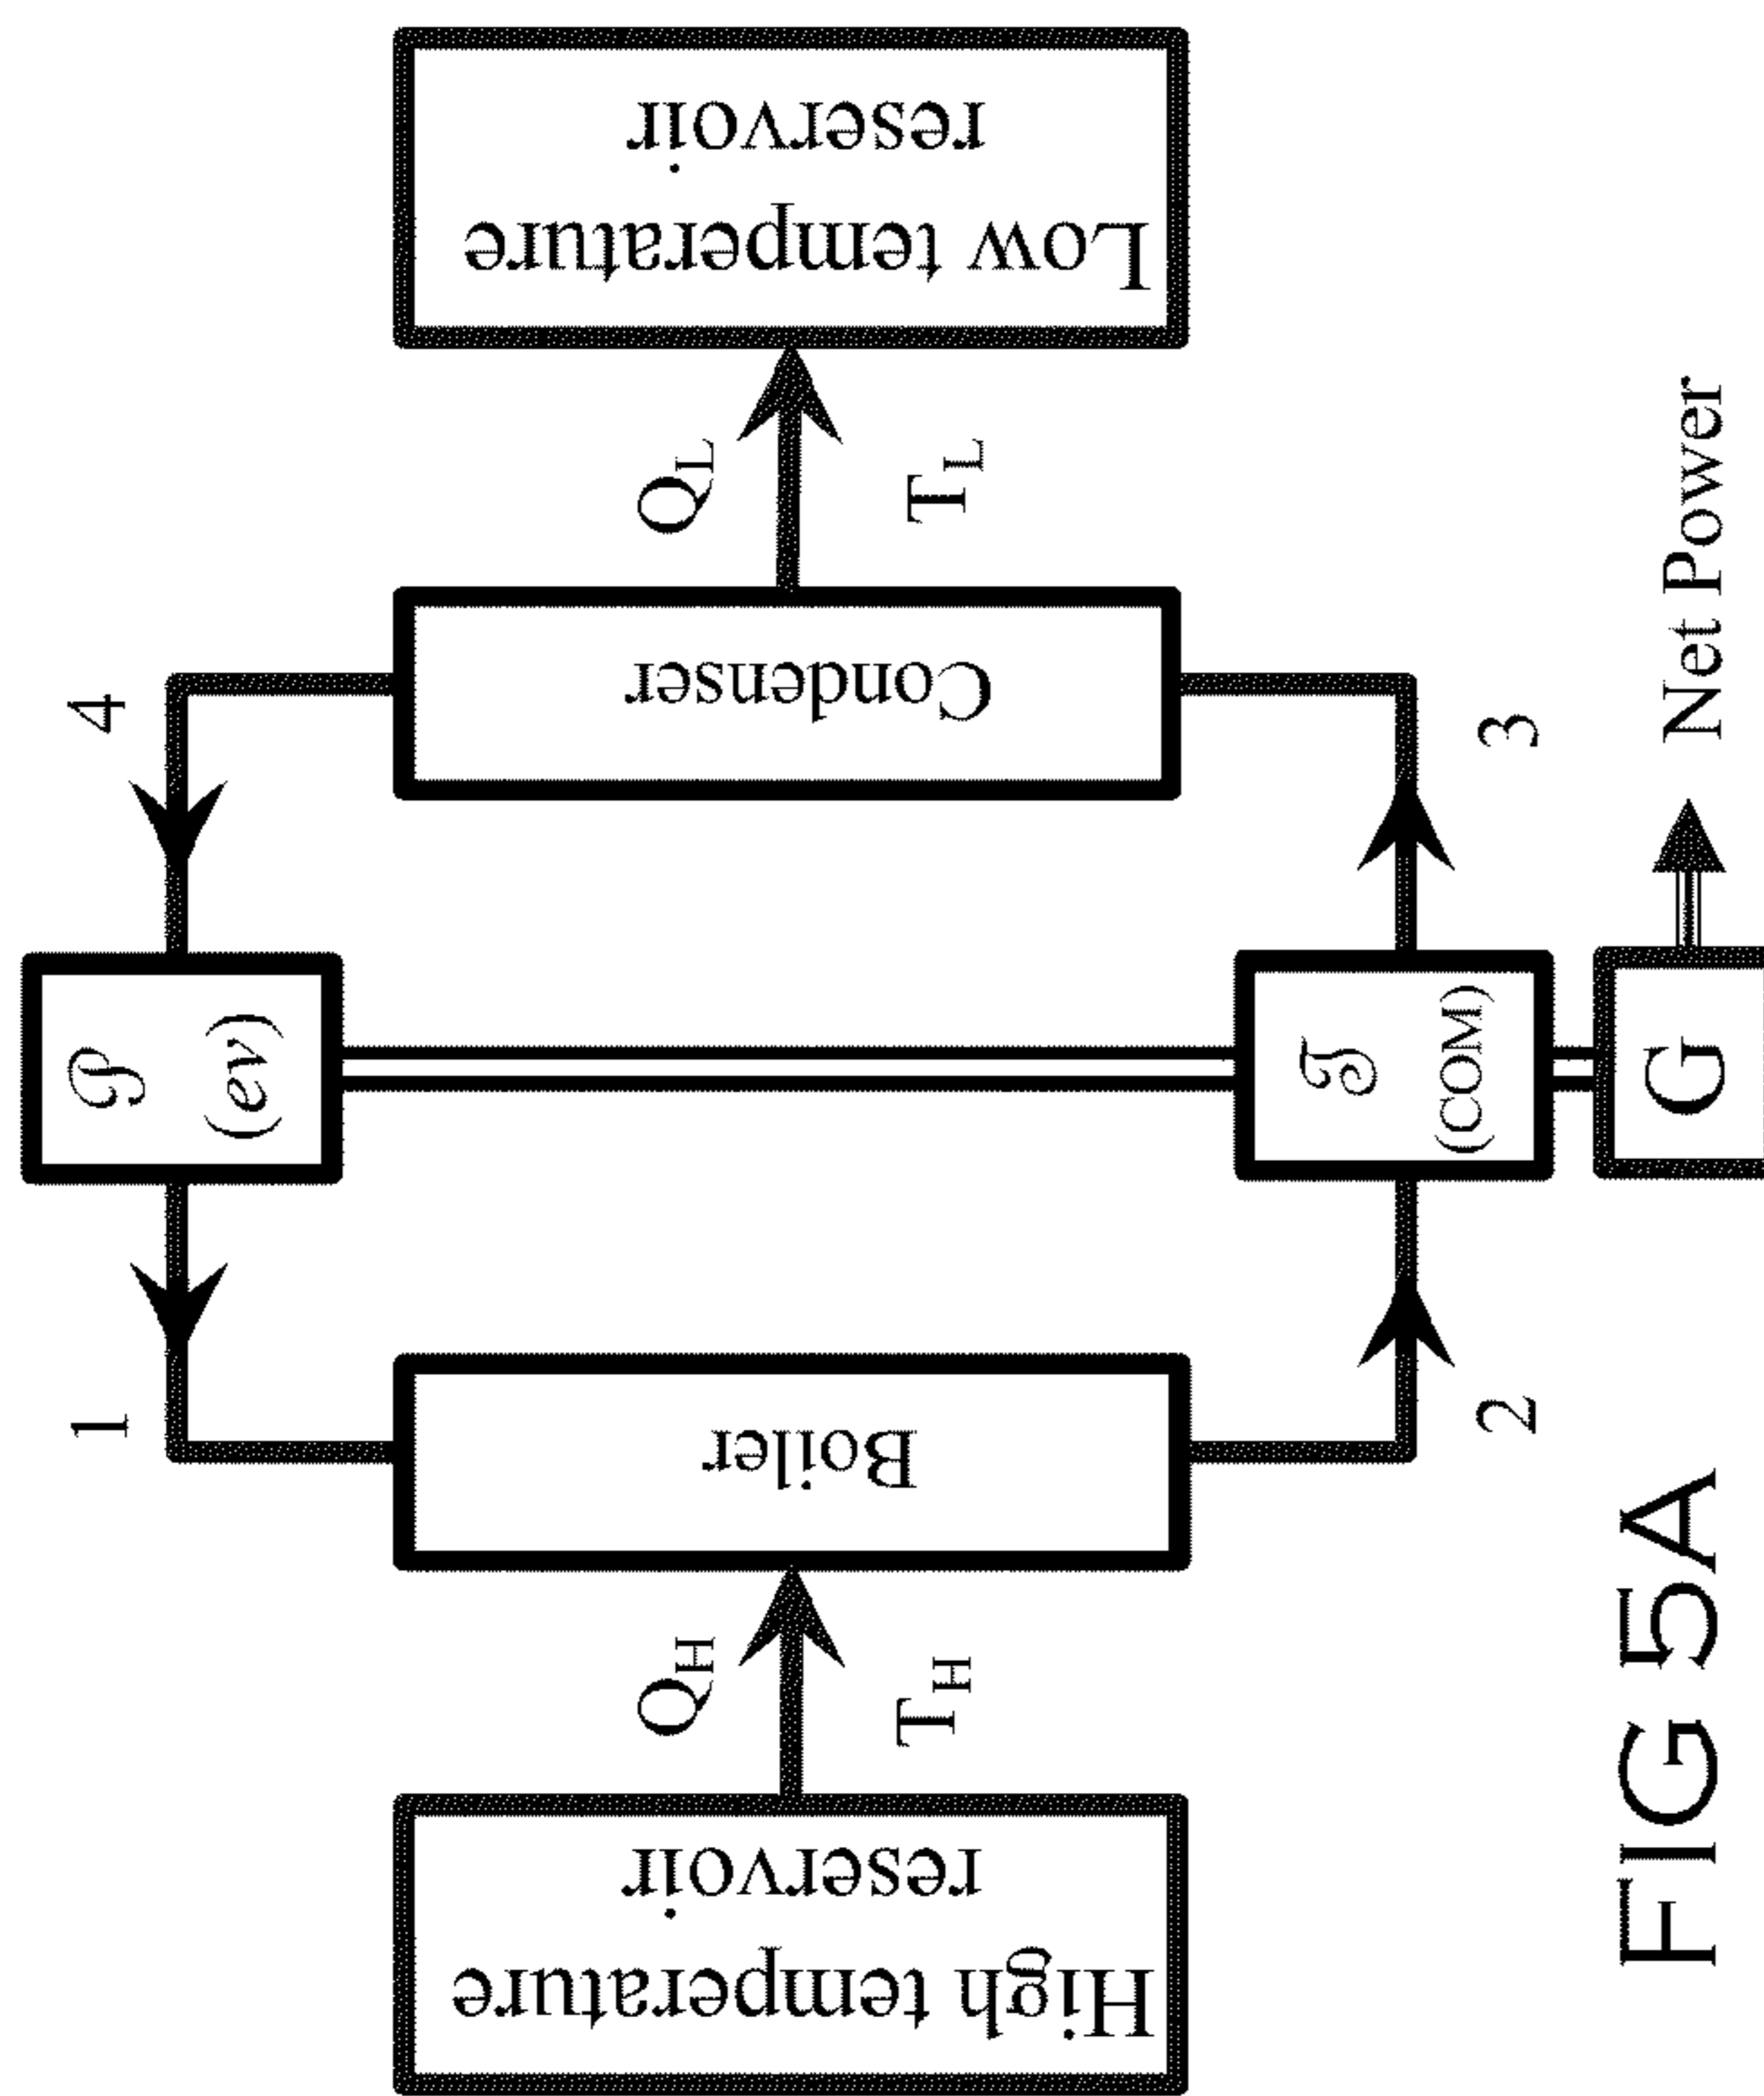 High temperature
reservoir
Q_H
T_H
1
Boiler
2
𝒫
(ev)
𝒯
(COM)
G
4
Condenser
3
Net Power
Q_L
T_L
Low temperature
reservoir
FIG 5A